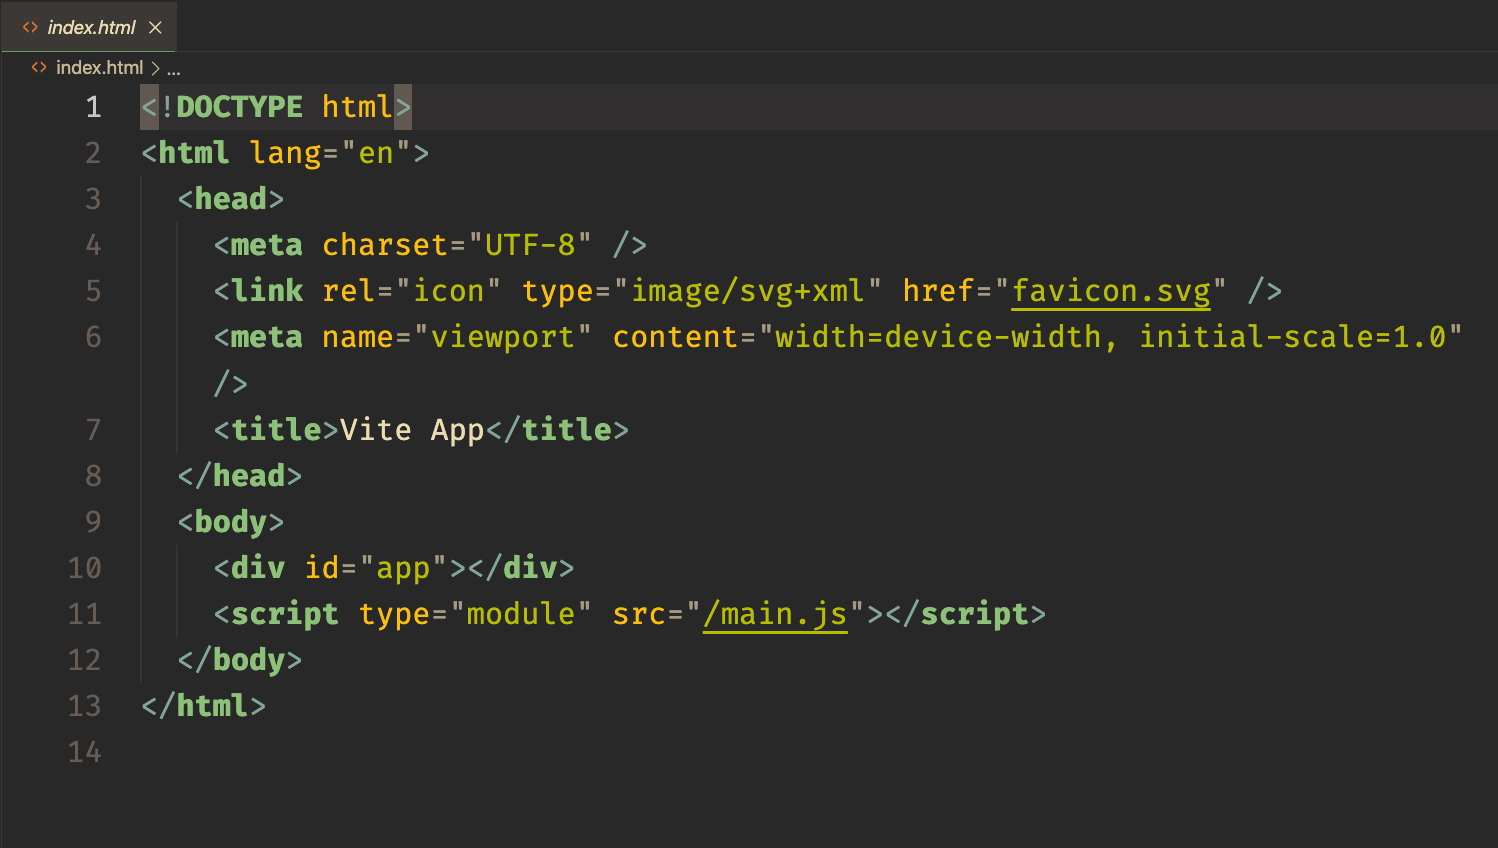 index.html
index.html > ...
1 <!DOCTYPE html>
2 <html lang="en">
3 <head>
4 <meta charset="UTF-8" />
5 <link rel="icon" type="image/svg+xml" href="favicon.svg" />
6 <meta name="viewport" content="width=device-width, initial-scale=1.0"
/>
7 <title>Vite App</title>
8 </head>
9 <body>
10 <div id="app"></div>
11 <script type="module" src="/main.js"></script>
12 </body>
13 </html>
14